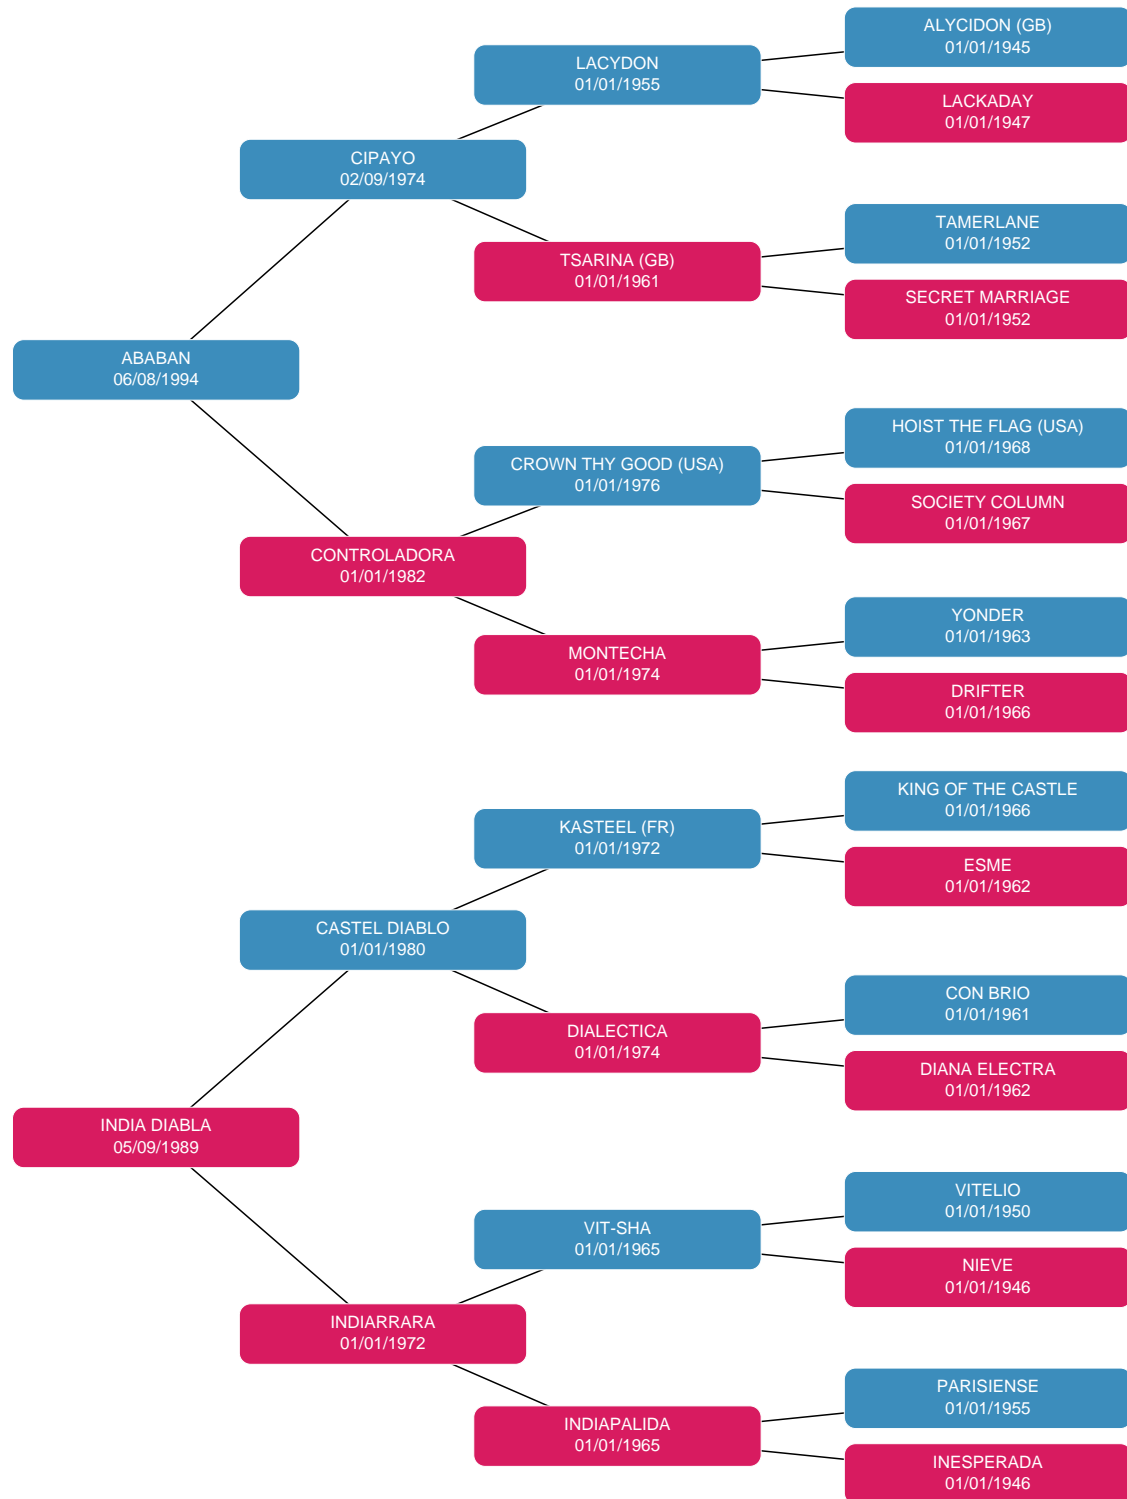 ALYCIDON (GB)
01/01/1945
LACYDON
01/01/1955
LACKADAY
01/01/1947
CIPAYO
02/09/1974
TAMERLANE
01/01/1952
TSARINA (GB)
01/01/1961
SECRET MARRIAGE
01/01/1952
ABABAN
06/08/1994
HOIST THE FLAG (USA)
01/01/1968
CROWN THY GOOD (USA)
01/01/1976
SOCIETY COLUMN
01/01/1967
CONTROLADORA
01/01/1982
YONDER
01/01/1963
MONTECHA
01/01/1974
DRIFTER
01/01/1966
KING OF THE CASTLE
01/01/1966
KASTEEL (FR)
01/01/1972
ESME
01/01/1962
CASTEL DIABLO
01/01/1980
CON BRIO
01/01/1961
DIALECTICA
01/01/1974
DIANA ELECTRA
01/01/1962
INDIA DIABLA
05/09/1989
VITELIO
01/01/1950
VIT-SHA
01/01/1965
NIEVE
01/01/1946
INDIARRARA
01/01/1972
PARISIENSE
01/01/1955
INDIAPALIDA
01/01/1965
INESPERADA
01/01/1946